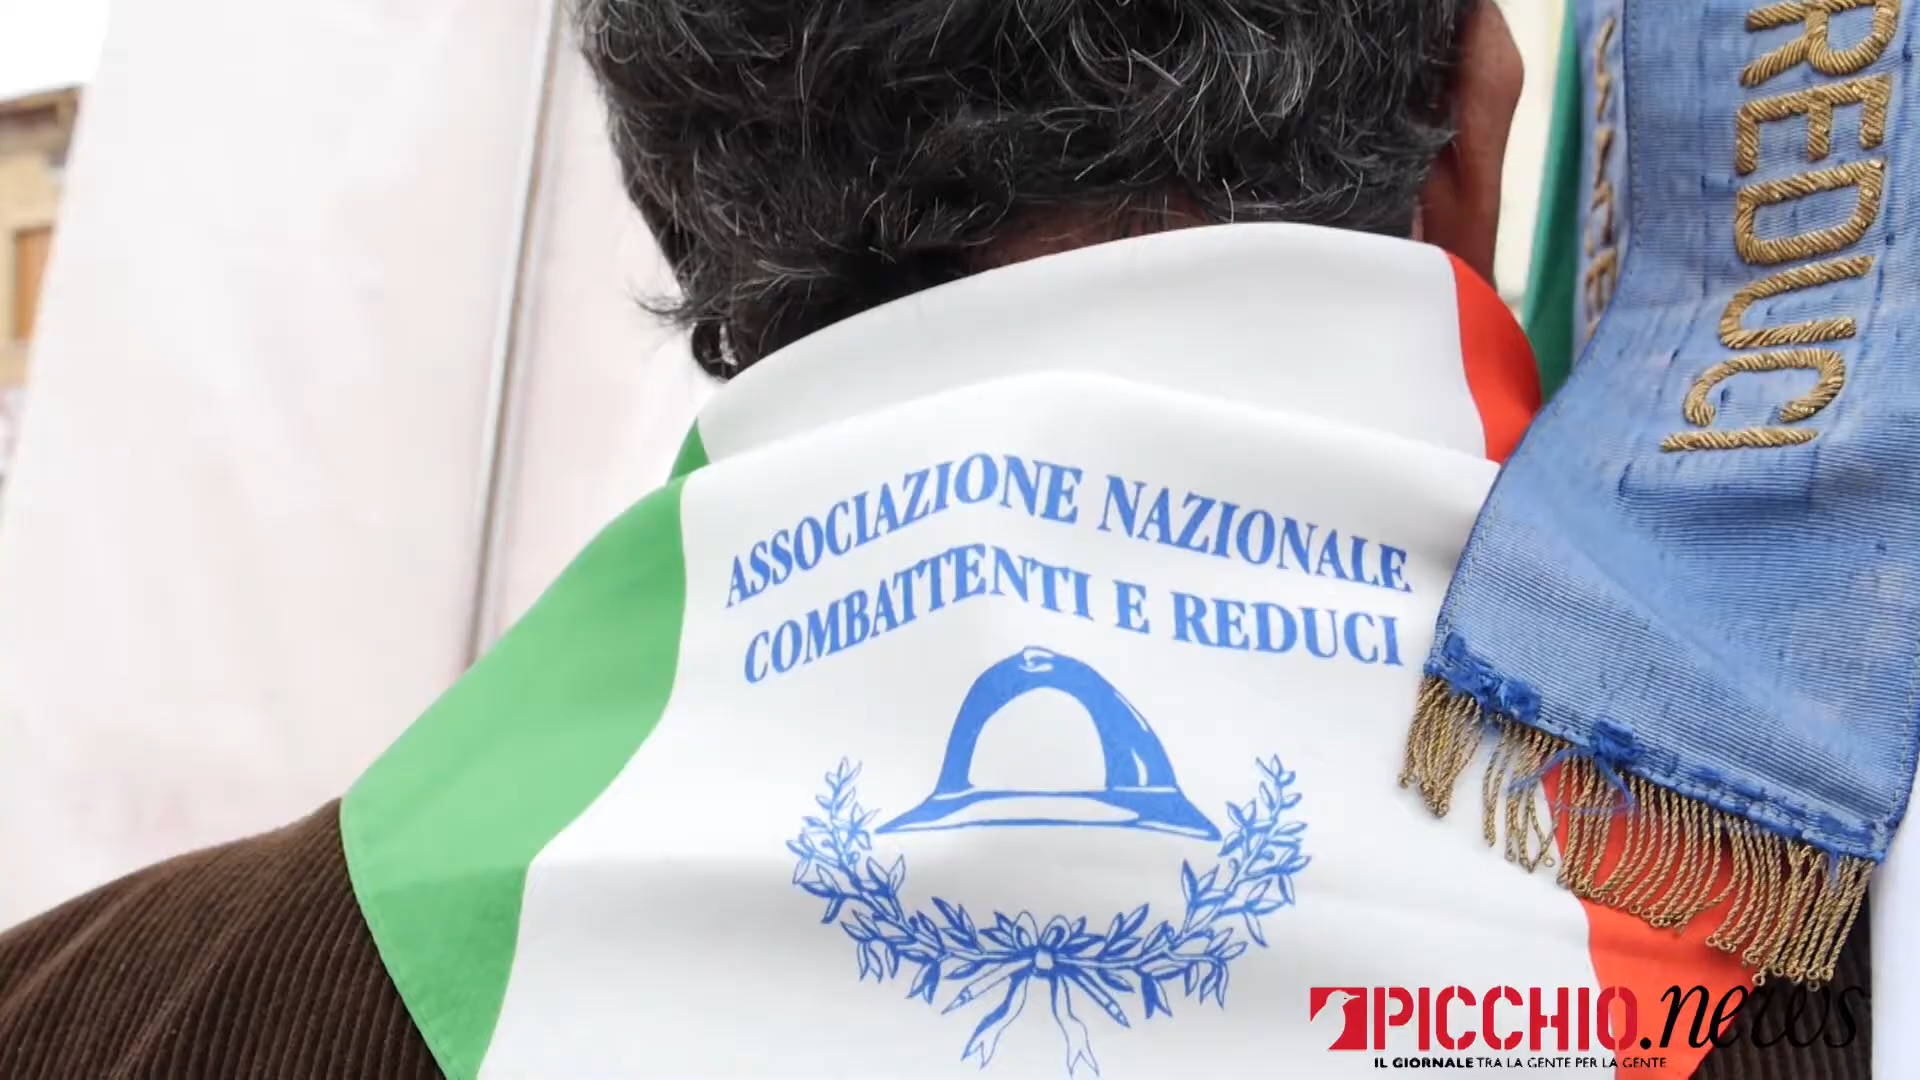 ASSOCIAZIONE NAZIONALE
COMBATTENTI E REDUCI
REDUCI
PICCHIO.news
IL GIORNALE TRA LA GENTE PER LA GENTE